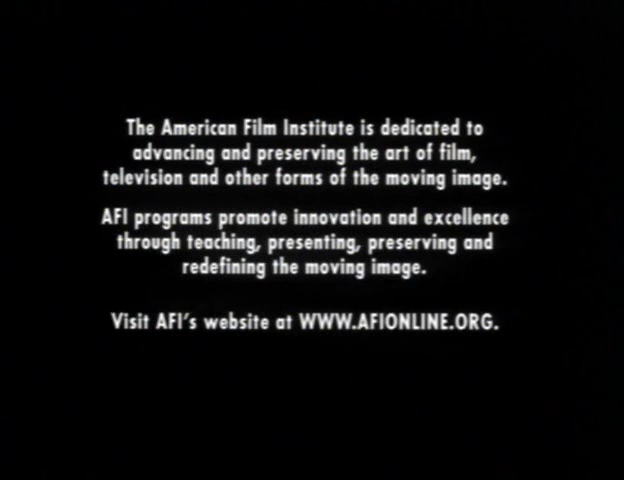 The American Film Institute is dedicated to
advancing and preserving the art of film,
television and other forms of the moving image.
AFI programs promote innovation and excellence
through teaching, presenting, preserving and
redefining the moving image.
Visit AFI's website at WWW.AFIONLINE.ORG.